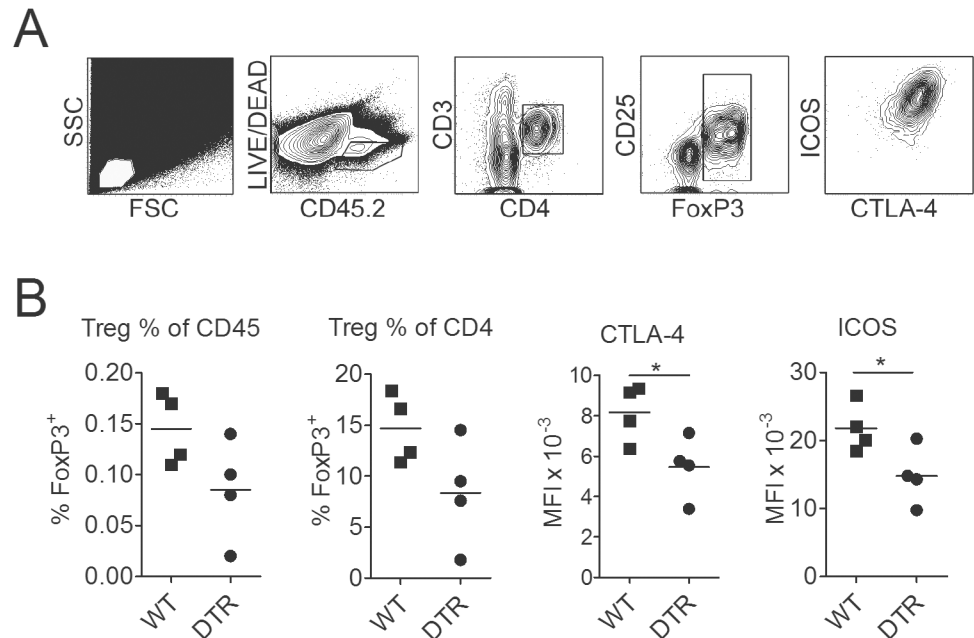 A
SSC
FSC
LIVE/DEAD
CD45.2
CD3
CD4
CD25
FoxP3
ICOS
CTLA-4
B
Treg % of CD45
% FoxP3⁺
0.20
0.15
0.10
0.05
0.00
WT
DTR
Treg % of CD4
% FoxP3⁺
20
15
10
5
0
WT
DTR
CTLA-4
MFI x 10⁻³
10
8
6
4
2
0
*
WT
DTR
ICOS
MFI x 10⁻³
30
20
10
0
*
WT
DTR